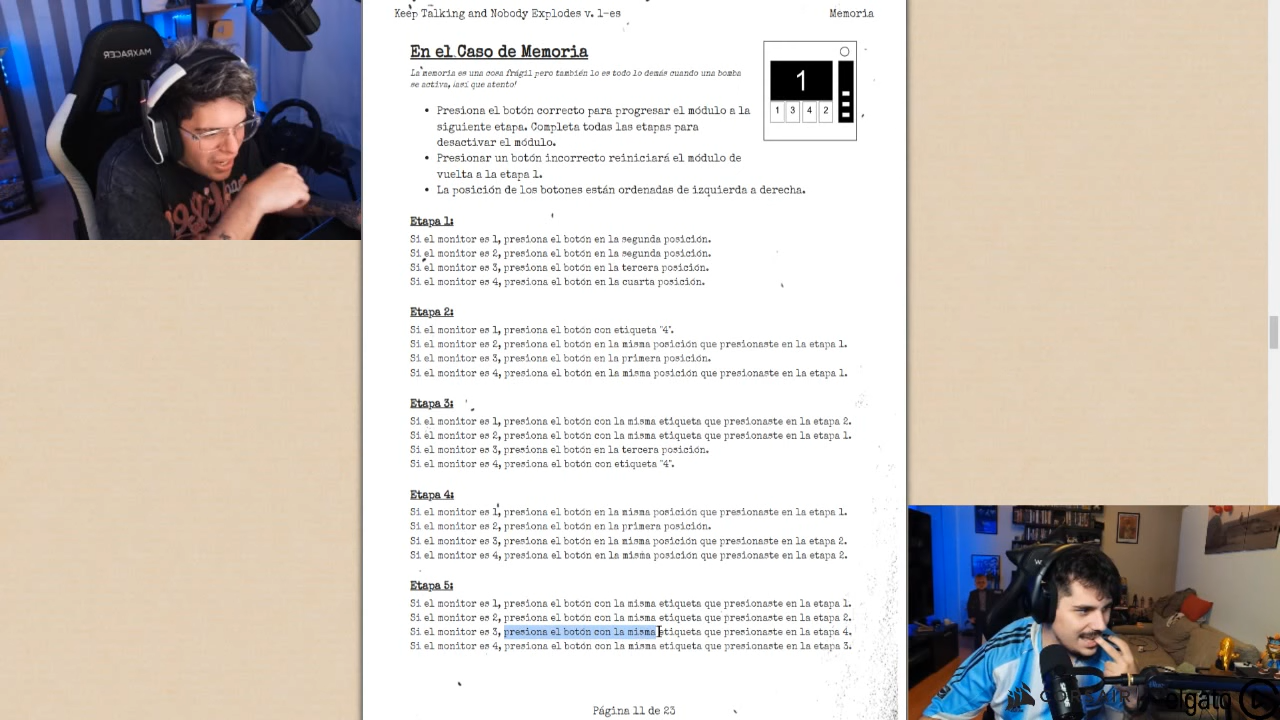 Keep Talking and Nobody Explodes v. 1-es
Memoria
MAXRACER
En el Caso de Memoria
La memoria es una cosa frágil pero también lo es todo lo demás cuando una bomba
se activa, ¡así que atento!
1
1 3 4 2
• Presiona el botón correcto para progresar el módulo a la
siguiente etapa. Completa todas las etapas para
desactivar el módulo.
• Presionar un botón incorrecto reiniciará el módulo de
vuelta a la etapa 1.
• La posición de los botones están ordenadas de izquierda a derecha.
Etapa 1:
Si el monitor es 1, presiona el botón en la segunda posición.
Si el monitor es 2, presiona el botón en la segunda posición.
Si el monitor es 3, presiona el botón en la tercera posición.
Si el monitor es 4, presiona el botón en la cuarta posición.
Etapa 2:
Si el monitor es 1, presiona el botón con etiqueta "4".
Si el monitor es 2, presiona el botón en la misma posición que presionaste en la etapa 1.
Si el monitor es 3, presiona el botón en la primera posición.
Si el monitor es 4, presiona el botón en la misma posición que presionaste en la etapa 1.
Etapa 3:
Si el monitor es 1, presiona el botón con la misma etiqueta que presionaste en la etapa 2.
Si el monitor es 2, presiona el botón con la misma etiqueta que presionaste en la etapa 1.
Si el monitor es 3, presiona el botón en la tercera posición.
Si el monitor es 4, presiona el botón con etiqueta "4".
Etapa 4:
Si el monitor es 1, presiona el botón en la misma posición que presionaste en la etapa 1.
Si el monitor es 2, presiona el botón en la primera posición.
Si el monitor es 3, presiona el botón en la misma posición que presionaste en la etapa 2.
Si el monitor es 4, presiona el botón en la misma posición que presionaste en la etapa 2.
Etapa 5:
Si el monitor es 1, presiona el botón con la misma etiqueta que presionaste en la etapa 1.
Si el monitor es 2, presiona el botón con la misma etiqueta que presionaste en la etapa 2.
Si el monitor es 3, presiona el botón con la misma etiqueta que presionaste en la etapa 4.
Si el monitor es 4, presiona el botón con la misma etiqueta que presionaste en la etapa 3.
Página 11 de 23
CORSAIR
elgato